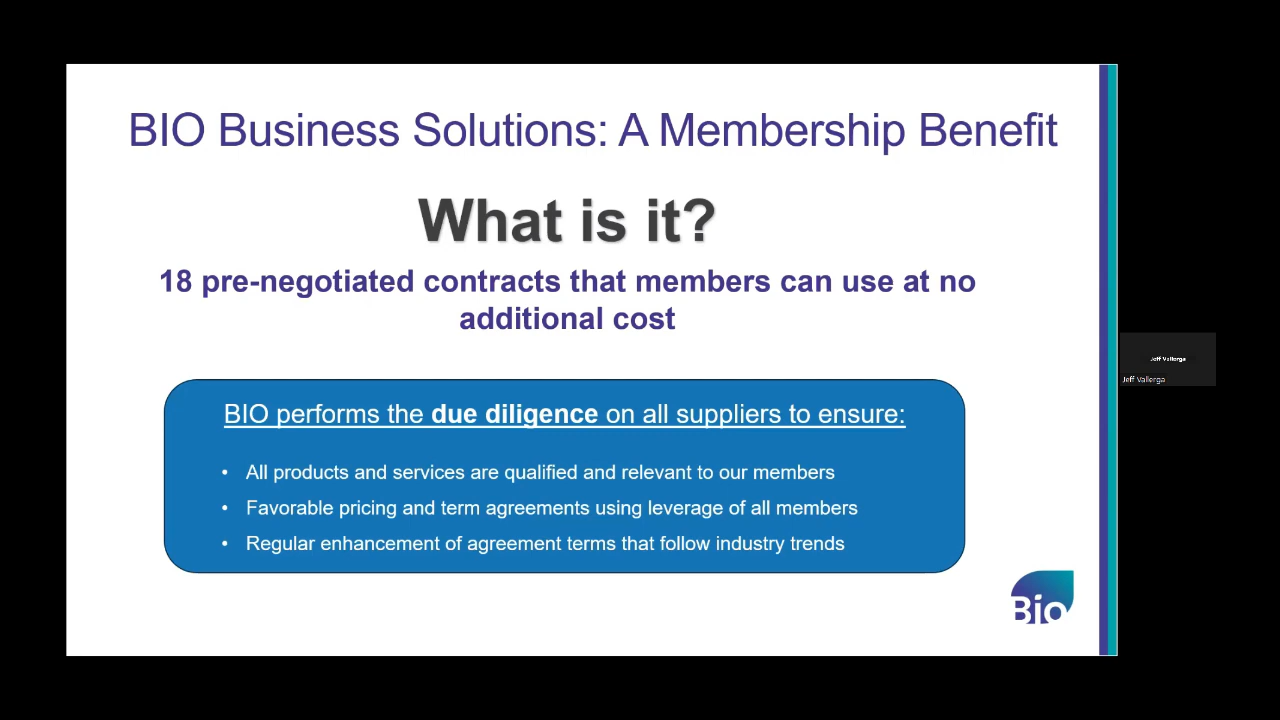 BIO Business Solutions: A Membership Benefit
What is it?
18 pre-negotiated contracts that members can use at no
additional cost
BIO performs the due diligence on all suppliers to ensure:
• All products and services are qualified and relevant to our members
• Favorable pricing and term agreements using leverage of all members
• Regular enhancement of agreement terms that follow industry trends
Bio
Jeff Vallerga
Jeff Vallerga